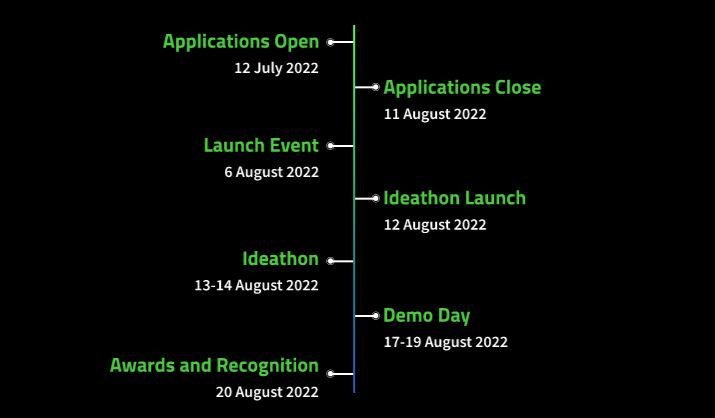 Applications Open
12 July 2022
Applications Close
11 August 2022
Launch Event
6 August 2022
Ideathon Launch
12 August 2022
Ideathon
13-14 August 2022
Demo Day
17-19 August 2022
Awards and Recognition
20 August 2022